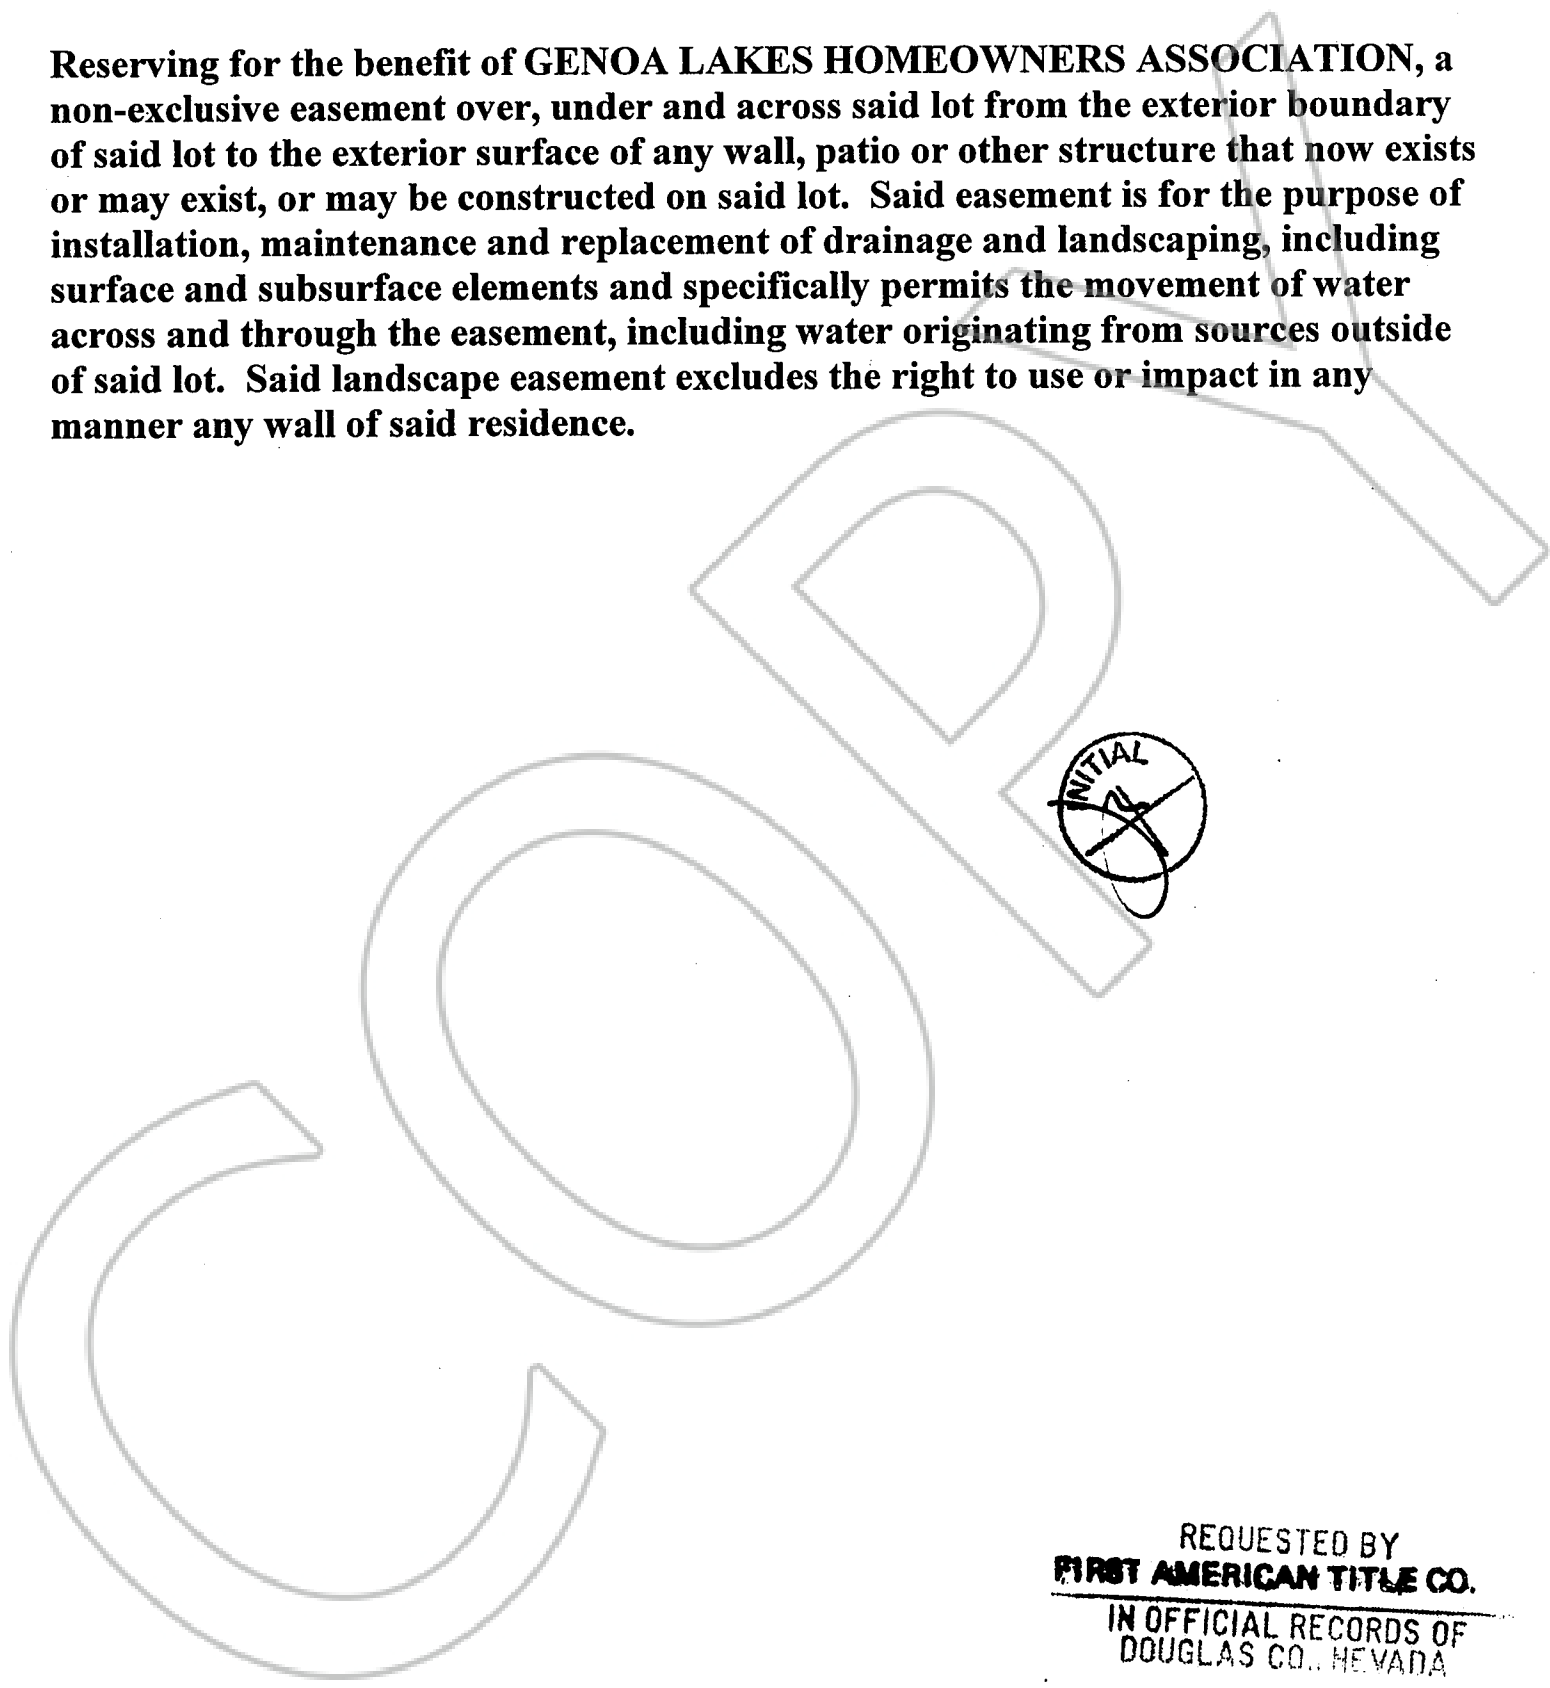 Reserving for the benefit of GENOA LAKES HOMEOWNERS ASSOCIATION, a
non-exclusive easement over, under and across said lot from the exterior boundary
of said lot to the exterior surface of any wall, patio or other structure that now exists
or may exist, or may be constructed on said lot.  Said easement is for the purpose of
installation, maintenance and replacement of drainage and landscaping, including
surface and subsurface elements and specifically permits the movement of water
across and through the easement, including water originating from sources outside
of said lot.  Said landscape easement excludes the right to use or impact in any
manner any wall of said residence.
COPY
INITIAL
REQUESTED BY
FIRST AMERICAN TITLE CO.
IN OFFICIAL RECORDS OF
DOUGLAS CO., NEVADA